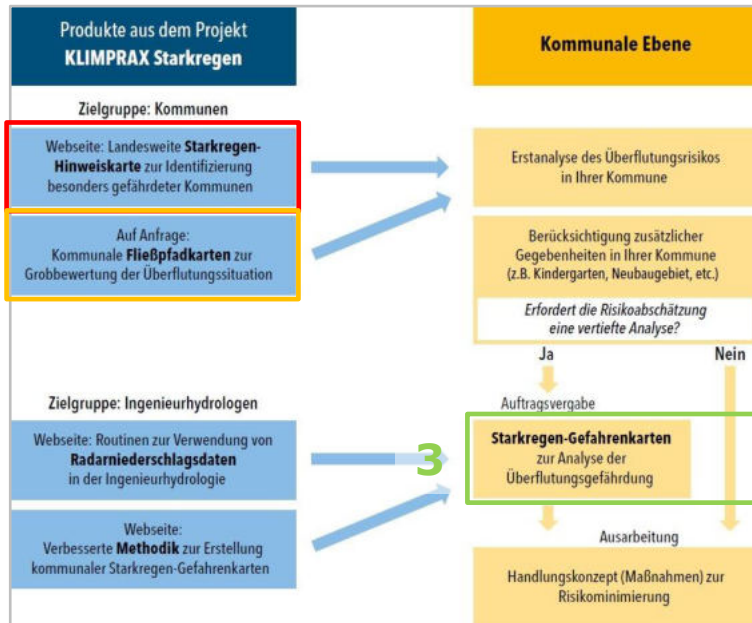 Produkte aus dem Projekt
KLIMPRAX Starkregen
Zielgruppe: Kommunen
Webseite: Landesweite Starkregen-
Hinweiskarte zur Identifizierung
besonders gefährdeter Kommunen
Auf Anfrage:
Kommunale Fließpfadkarten zur
Grobbewertung der Überflutungssituation
Zielgruppe: Ingenieurhydrologen
Webseite: Routinen zur Verwendung von
Radarniederschlagsdaten
in der Ingenieurhydrologie
Webseite:
Verbesserte Methodik zur Erstellung
kommunaler Starkregen-Gefahrenkarten
Kommunale Ebene
Erstanalyse des Überflutungsrisikos
in Ihrer Kommune
Berücksichtigung zusätzlicher
Gegebenheiten in Ihrer Kommune
(z.B. Kindergarten, Neubaugebiet, etc.)
Erfordert die Risikoabschätzung
eine vertiefte Analyse?
Ja Nein
Auftragsvergabe
3
Starkregen-Gefahrenkarten
zur Analyse der
Überflutungsgefährdung
Ausarbeitung
Handlungskonzept (Maßnahmen) zur
Risikominimierung